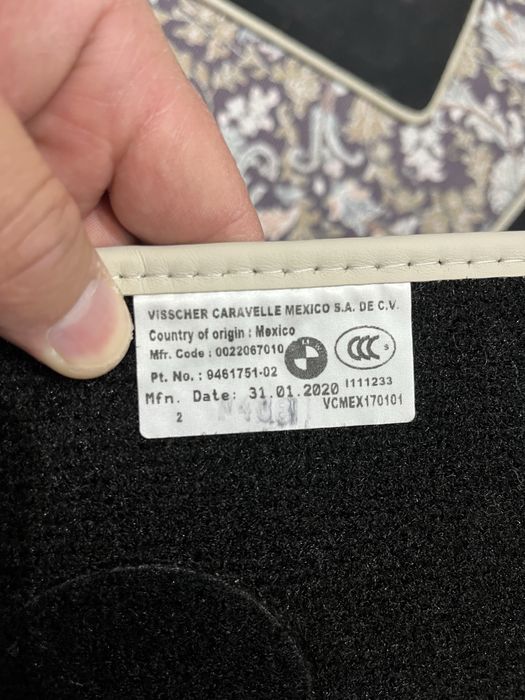 VISSCHER CARAVELLE MEXICO S.A. DE C.V.
Country of origin : Mexico
Mfr. Code : 0022067010
CCC S
Pt. No. : 9461751-02
Mfn. Date: 31.01.2020 I111233
2 VCMEX170101